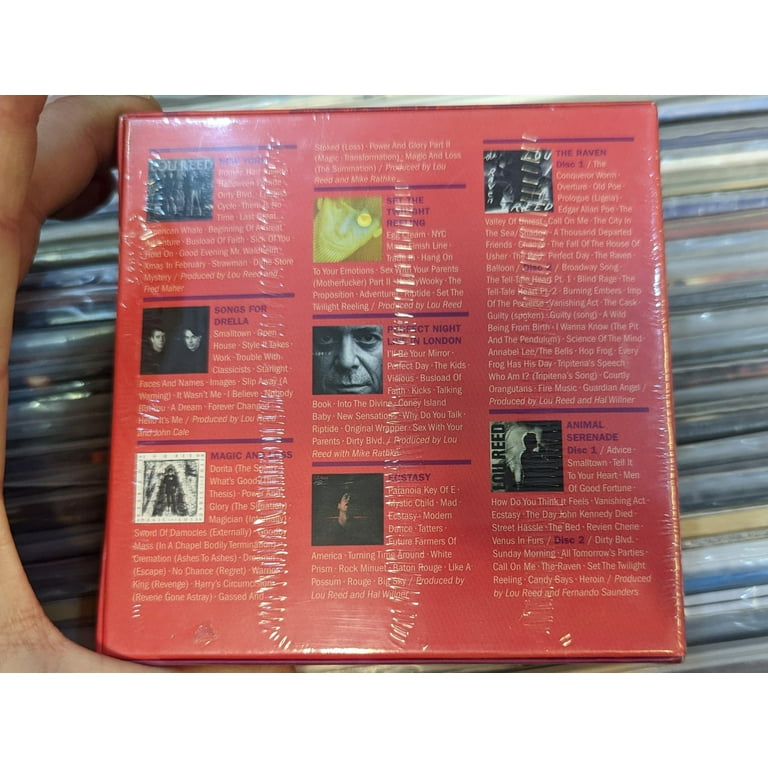 LOU REED
NEW YORK
Romeo Had
Halloween Parade
Dirty Blvd.
Cycle · There Is No
Time · Last Great
American Whale · Beginning Of A Great
Adventure · Busload Of Faith · Sick Of You
Hold On · Good Evening Mr. Waldheim
Xmas In February · Strawman · Dime Store
Mystery / Produced by Lou Reed and
Fred Maher
SONGS FOR
DRELLA
Smalltown · Open
House · Style It Takes
Work · Trouble With
Classicists · Starlight
Faces And Names · Images · Slip Away (A
Warning) · It Wasn't Me · I Believe · Nobody
But You · A Dream · Forever Changed
Hello It's Me / Produced by Lou Reed
and John Cale
MAGIC AND LOSS
Dorita (The Spirit)
What's Good (The
Thesis) · Power And
Glory (The Situation)
Magician (Internally)
Sword Of Damocles (Externally) · Goodby
Mass (In A Chapel Bodily Termination)
Cremation (Ashes To Ashes) · Dreamin'
(Escape) · No Chance (Regret) · Warrior
King (Revenge) · Harry's Circumcision
(Reverie Gone Astray) · Gassed And
Stoked (Loss) · Power And Glory Part II
(Magic · Transformation) · Magic And Loss
(The Summation) / Produced by Lou
Reed and Mike Rathke
SET THE
TWILIGHT
REELING
Egg Cream · NYC
Man · Finish Line ·
Trade In · Hang On
To Your Emotions · Sex With Your Parents
(Motherfucker) Part II · HookyWooky · The
Proposition · Adventurer · Riptide · Set The
Twilight Reeling / Produced by Lou Reed
PERFECT NIGHT
LIVE IN LONDON
I'll Be Your Mirror ·
Perfect Day · The Kids
Vicious · Busload Of
Faith · Kicks · Talking
Book · Into The Divine · Coney Island
Baby · New Sensations · Why Do You Talk ·
Riptide · Original Wrapper · Sex With Your
Parents · Dirty Blvd. / Produced by Lou
Reed with Mike Rathke
ECSTASY
Paranoia Key Of E ·
Mystic Child · Mad
Ecstasy · Modern
Dance · Tatters ·
Future Farmers Of
America · Turning Time Around · White
Prism · Rock Minuet · Baton Rouge · Like A
Possum · Rouge · Big Sky / Produced by
Lou Reed and Hal Willner
LOU
REED
THE RAVEN
Disc 1 / The
Conqueror Worm ·
Overture · Old Poe ·
Prologue (Ligeia) ·
Edgar Allan Poe · The
Valley Of Unrest · Call On Me · The City In
The Sea/Shadow · A Thousand Departed
Friends · Change · The Fall Of The House Of
Usher · The Bed · Perfect Day · The Raven ·
Balloon / Disc 2 / Broadway Song ·
The Tell-Tale Heart Pt. 1 · Blind Rage · The
Tell-Tale Heart Pt. 2 · Burning Embers · Imp
Of The Perverse · Vanishing Act · The Cask
Guilty (spoken) · Guilty (song) · A Wild
Being From Birth · I Wanna Know (The Pit
And The Pendulum) · Science Of The Mind
Annabel Lee/The Bells · Hop Frog · Every
Frog Has His Day · Tripitena's Speech
Who Am I? (Tripitena's Song) · Courtly
Orangutans · Fire Music · Guardian Angel /
Produced by Lou Reed and Hal Willner
LOU REED
ANIMAL
SERENADE
Disc 1 / Advice ·
Smalltown · Tell It
To Your Heart · Men
Of Good Fortune ·
How Do You Think It Feels · Vanishing Act ·
Ecstasy · The Day John Kennedy Died ·
Street Hassle · The Bed · Revien Cherie ·
Venus In Furs / Disc 2 / Dirty Blvd. ·
Sunday Morning · All Tomorrow's Parties ·
Call On Me · The Raven · Set The Twilight
Reeling · Candy Says · Heroin / Produced
by Lou Reed and Fernando Saunders